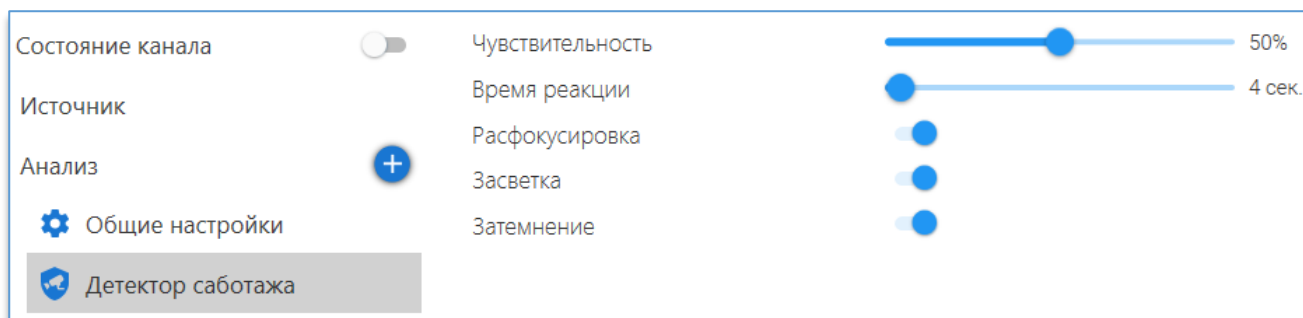 Состояние канала
Источник
Анализ
Общие настройки
Детектор саботажа
Чувствительность 50%
Время реакции 4 сек.
Расфокусировка
Засветка
Затемнение